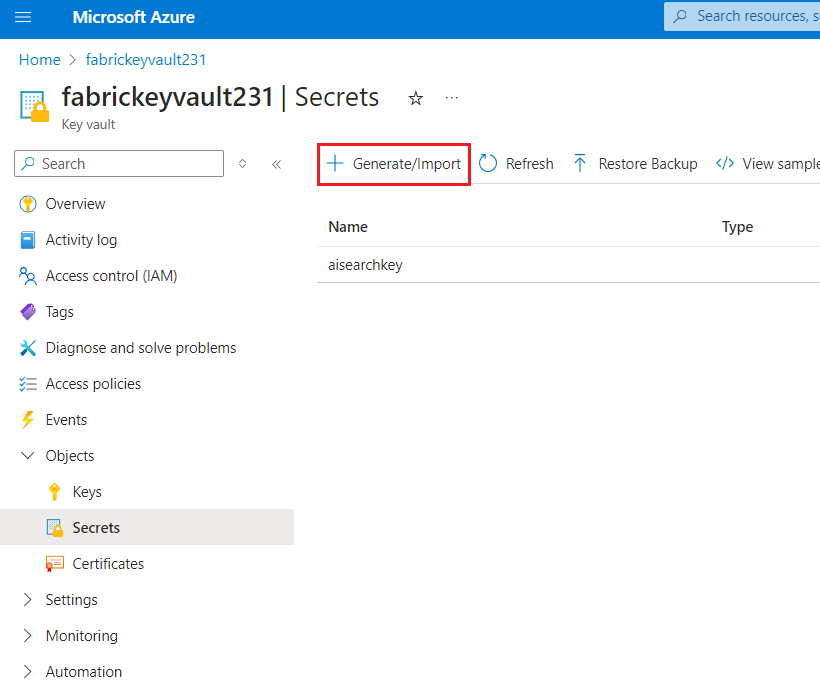 Microsoft Azure
Search resources, s
Home > fabrickeyvault231
fabrickeyvault231 | Secrets
Key vault
Search
Generate/Import
Refresh
Restore Backup
View sample
Overview
Activity log
Access control (IAM)
Tags
Diagnose and solve problems
Access policies
Events
Objects
Keys
Secrets
Certificates
Settings
Monitoring
Automation
Name Type
aisearchkey